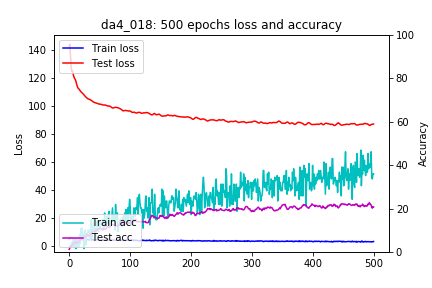 da4_018: 500 epochs loss and accuracy
Train loss
Test loss
Train acc
Test acc
Loss
140
120
100
80
60
40
20
0
Accuracy
100
80
60
40
20
0
0
100
200
300
400
500